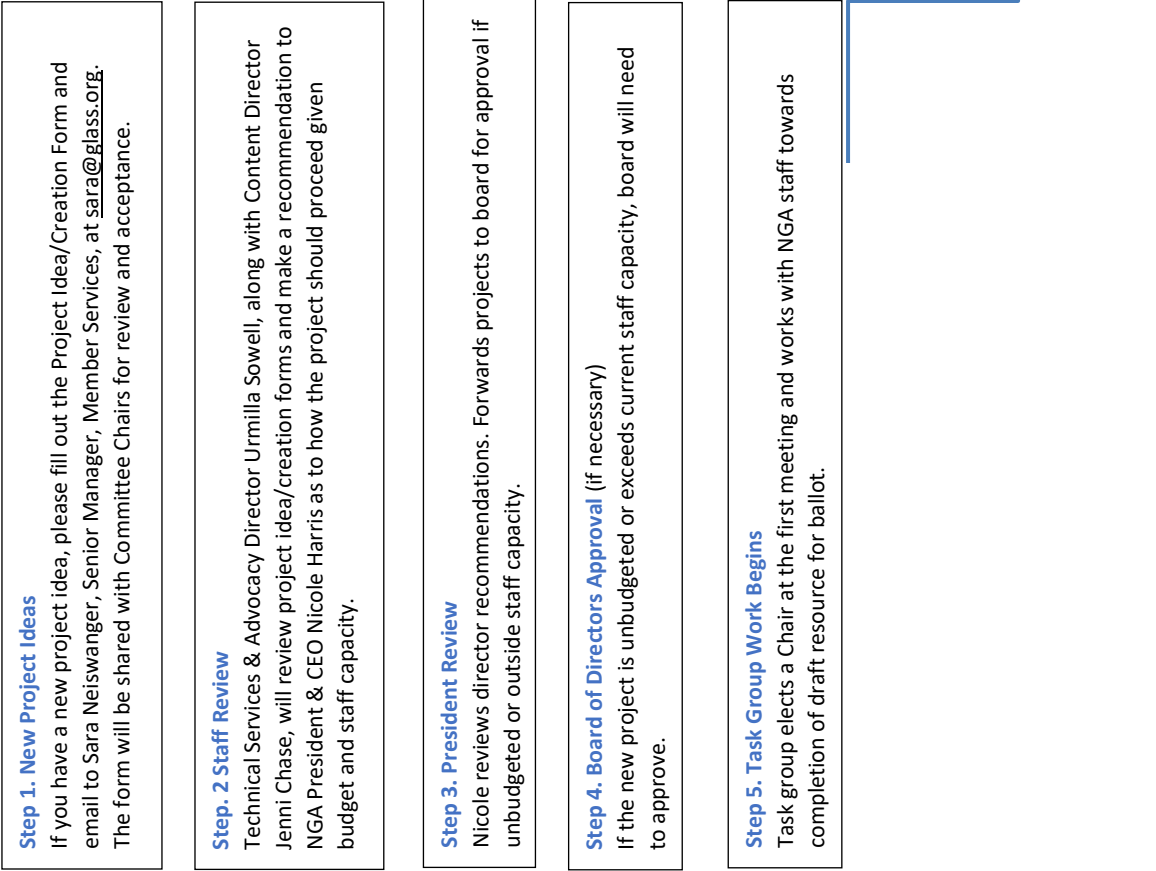 Step 1. New Project Ideas
If you have a new project idea, please fill out the Project Idea/Creation Form and
email to Sara Neiswanger, Senior Manager, Member Services, at sara@glass.org.
The form will be shared with Committee Chairs for review and acceptance.
Step. 2 Staff Review
Technical Services & Advocacy Director Urmilla Sowell, along with Content Director
Jenni Chase, will review project idea/creation forms and make a recommendation to
NGA President & CEO Nicole Harris as to how the project should proceed given
budget and staff capacity.
Step 3. President Review
Nicole reviews director recommendations. Forwards projects to board for approval if
unbudgeted or outside staff capacity.
Step 4. Board of Directors Approval (if necessary)
If the new project is unbudgeted or exceeds current staff capacity, board will need
to approve.
Step 5. Task Group Work Begins
Task group elects a Chair at the first meeting and works with NGA staff towards
completion of draft resource for ballot.